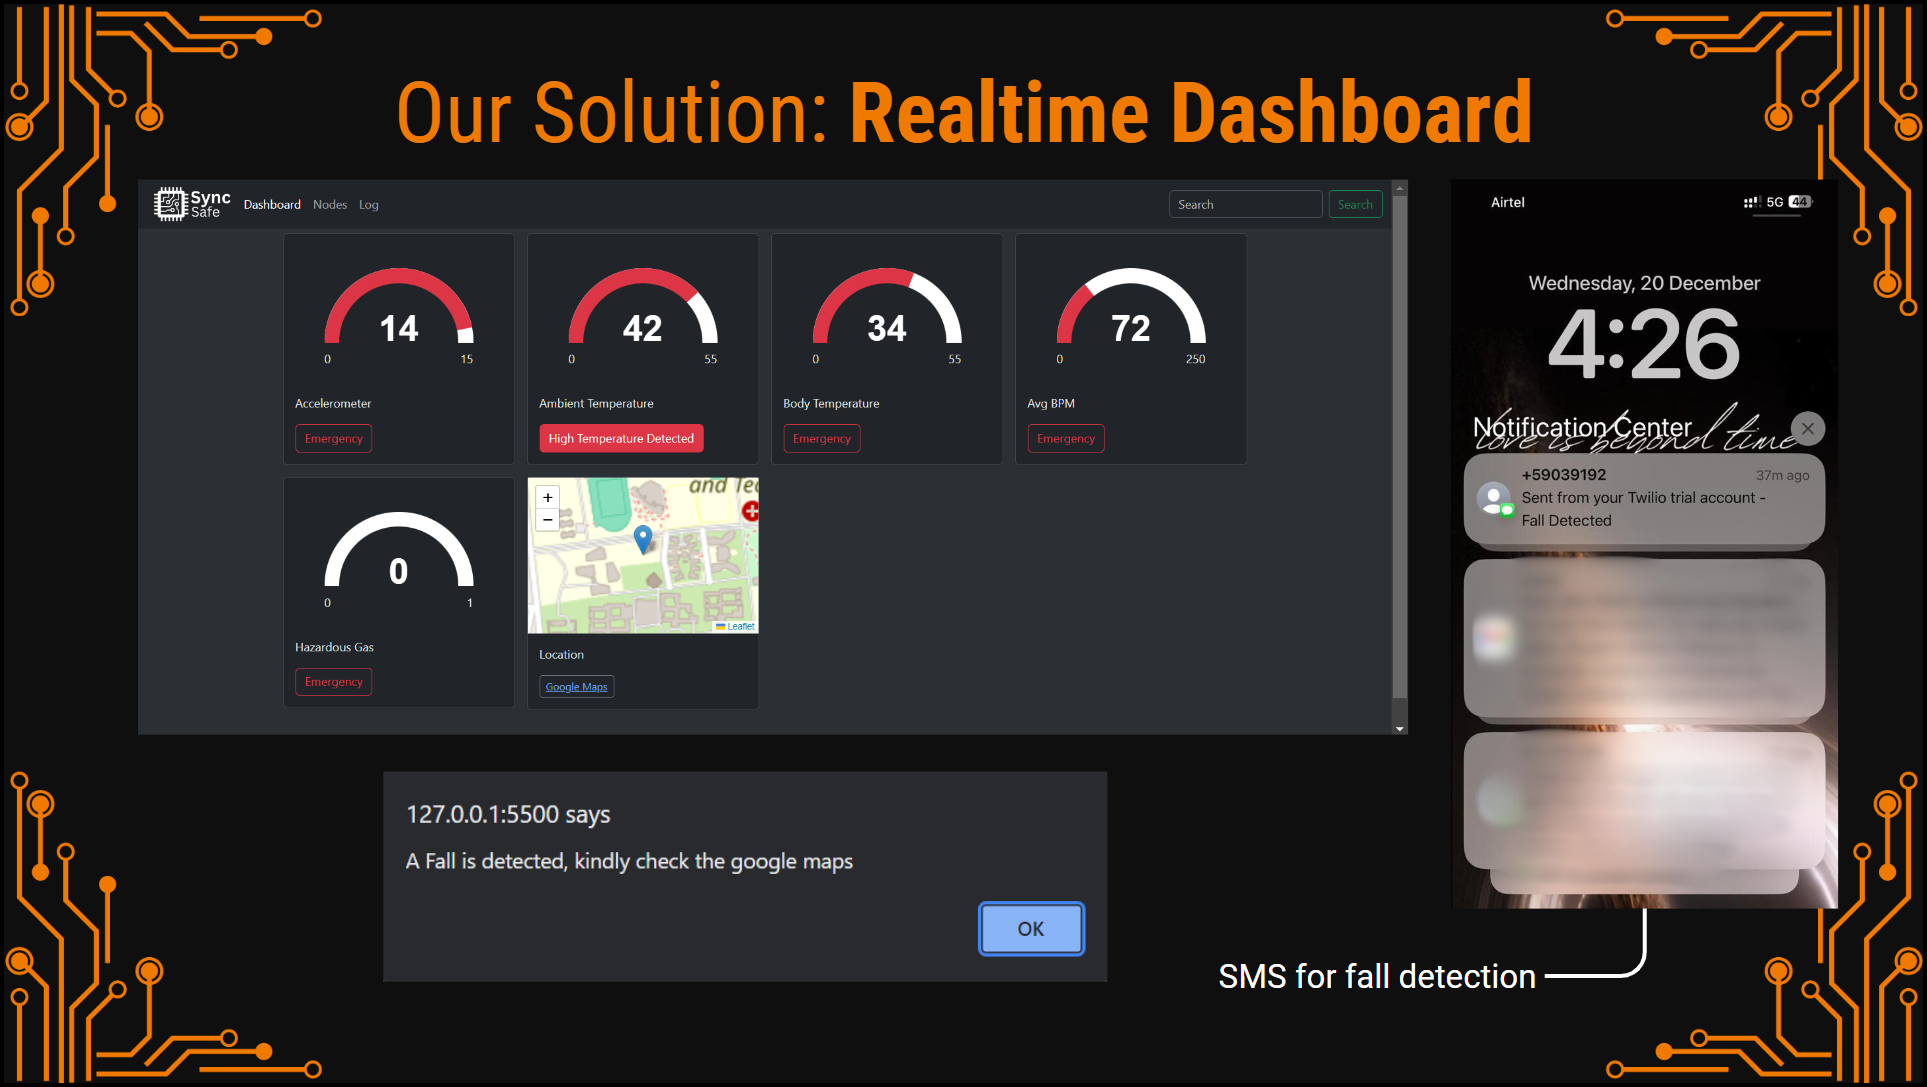 Our Solution: Realtime Dashboard
Sync
Safe
Dashboard Nodes Log
Search
Search
14
0 15
Accelerometer
Emergency
42
0 55
Ambient Temperature
High Temperature Detected
34
0 55
Body Temperature
Emergency
72
0 250
Avg BPM
Emergency
0
0 1
Hazardous Gas
Emergency
+
−
and Tec
Leaflet
Location
Google Maps
127.0.0.1:5500 says
A Fall is detected, kindly check the google maps
OK
Airtel
5G 44
Wednesday, 20 December
4:26
Notification Center
love is beyond time
+59039192 37m ago
Sent from your Twilio trial account -
Fall Detected
SMS for fall detection